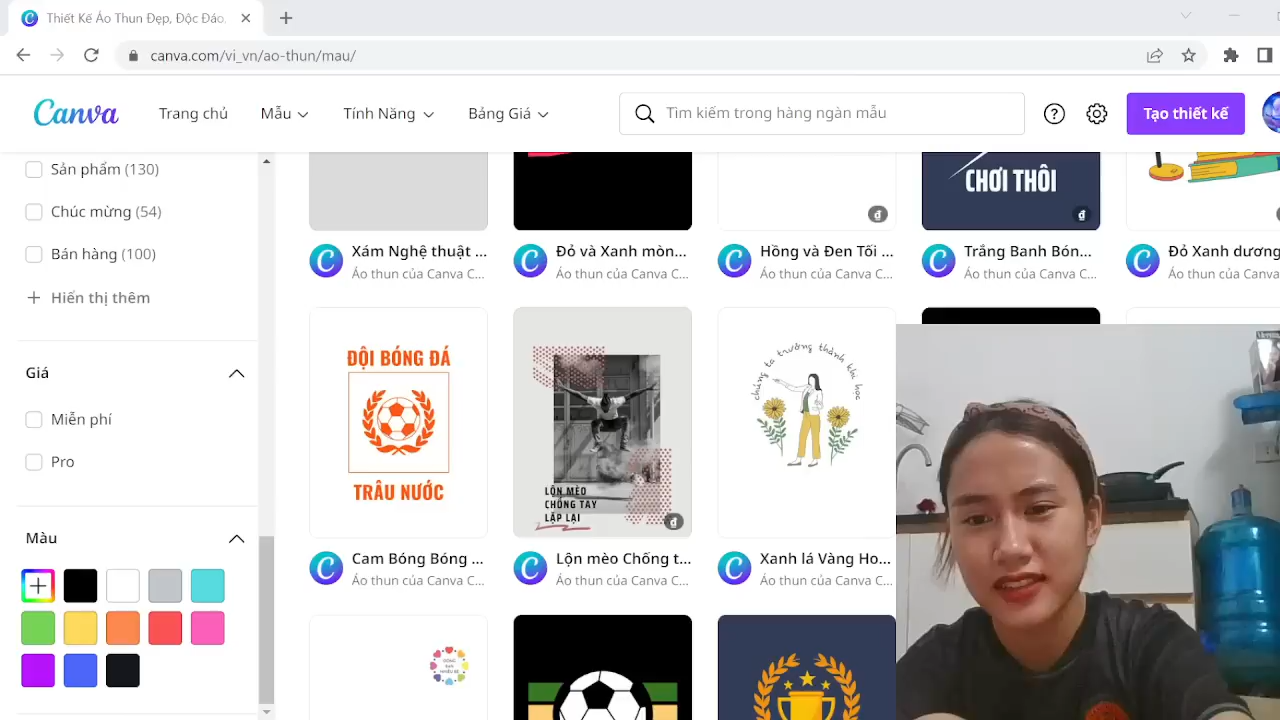 Thiết Kế Áo Thun Đẹp, Độc Đáo,
canva.com/vi_vn/ao-thun/mau/
Canva
Trang chủ
Mẫu
Tính Năng
Bảng Giá
Tìm kiếm trong hàng ngàn mẫu
Tạo thiết kế
Sản phẩm (130)
Chúc mừng (54)
Bán hàng (100)
Hiển thị thêm
Giá
Miễn phí
Pro
Màu
CHƠI THÔI
Xám Nghệ thuật ...
Áo thun của Canva C...
Đỏ và Xanh mòn...
Áo thun của Canva C...
Hồng và Đen Tối ...
Áo thun của Canva C...
Trắng Banh Bón...
Áo thun của Canva C...
Đỏ Xanh dương
Áo thun của Canva C
ĐỘI BÓNG ĐÁ
TRÂU NƯỚC
LỘN MÈO
CHỐNG TAY
LẶP LẠI
chúng ta trưởng thành khi học
Cam Bóng Bóng ...
Áo thun của Canva C...
Lộn mèo Chống t...
Áo thun của Canva C...
Xanh lá Vàng Ho...
Áo thun của Canva C...